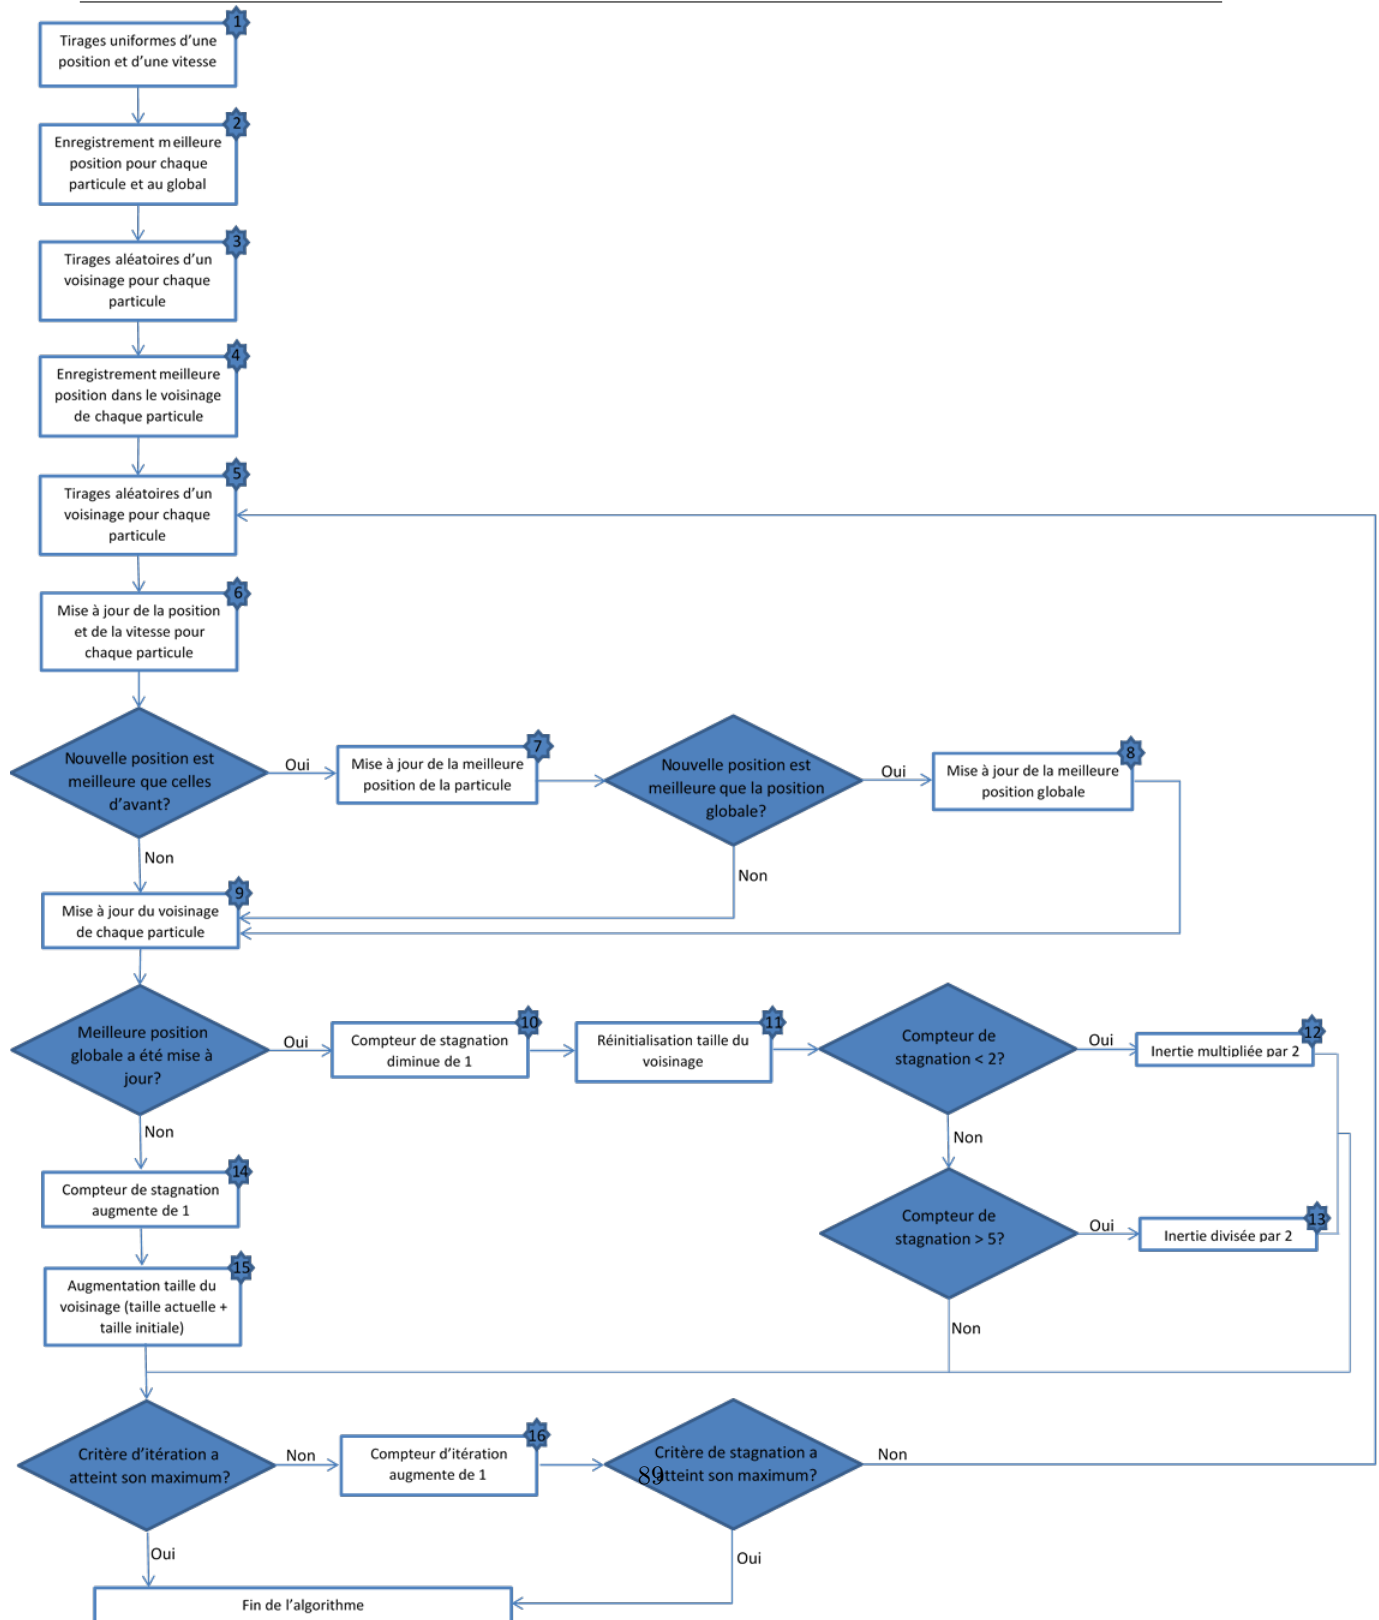 1
Tirages uniformes d'une
position et d'une vitesse
2
Enregistrement meilleure
position pour chaque
particule et au global
3
Tirages aléatoires d'un
voisinage pour chaque
particule
4
Enregistrement meilleure
position dans le voisinage
de chaque particule
5
Tirages aléatoires d'un
voisinage pour chaque
particule
6
Mise à jour de la position
et de la vitesse pour
chaque particule
Nouvelle position est
meilleure que celles
d'avant?
Oui
7
Mise à jour de la meilleure
position de la particule
Nouvelle position est
meilleure que la position
globale?
Oui
8
Mise à jour de la meilleure
position globale
Non
Non
9
Mise à jour du voisinage
de chaque particule
Meilleure position
globale a été mise à
jour?
Oui
10
Compteur de stagnation
diminue de 1
11
Réinitialisation taille du
voisinage
Compteur de
stagnation < 2?
Oui
12
Inertie multipliée par 2
Non
Non
14
Compteur de stagnation
augmente de 1
Compteur de
stagnation > 5?
Oui
13
Inertie divisée par 2
15
Augmentation taille du
voisinage (taille actuelle +
taille initiale)
Non
Critère d'itération a
atteint son maximum?
Non
16
Compteur d'itération
augmente de 1
Critère de stagnation a
atteint son maximum?
Non
89
Oui
Oui
Fin de l'algorithme